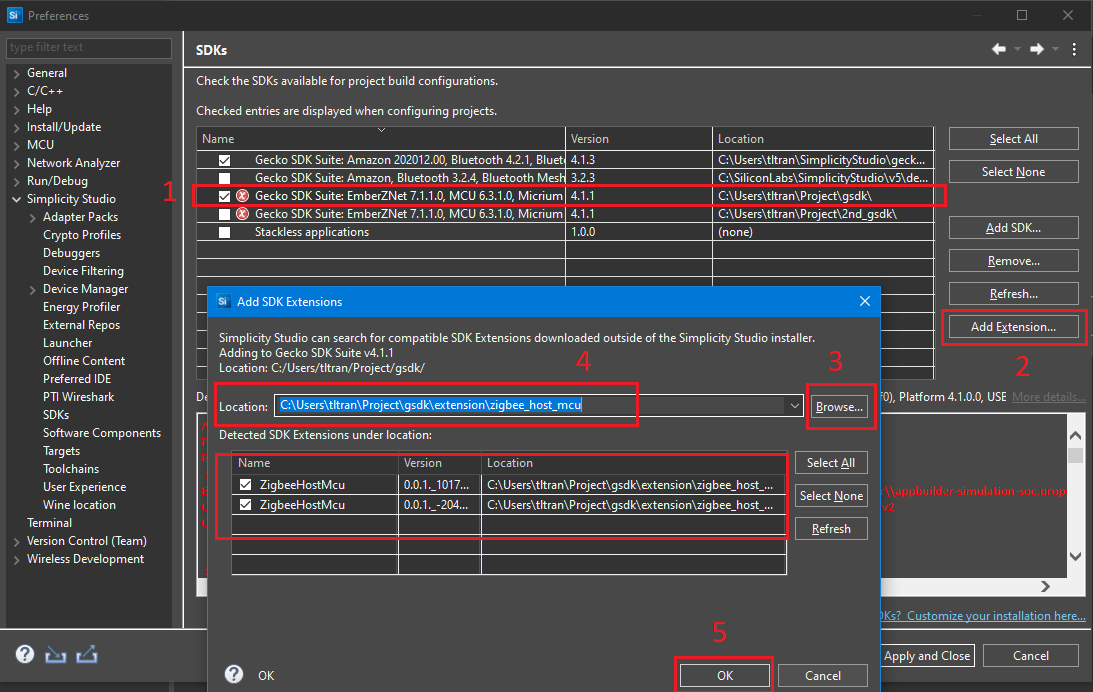 Preferences
type filter text
General
C/C++
Help
Install/Update
MCU
Network Analyzer
Run/Debug
Simplicity Studio
Adapter Packs
Crypto Profiles
Debuggers
Device Filtering
Device Manager
Energy Profiler
External Repos
Launcher
Offline Content
Preferred IDE
PTI Wireshark
SDKs
Software Components
Targets
Toolchains
User Experience
Wine location
Terminal
Version Control (Team)
Wireless Development
SDKs
Check the SDKs available for project build configurations.
Checked entries are displayed when configuring projects.
Name Version Location
Gecko SDK Suite: Amazon 202012.00, Bluetooth 4.2.1, Bluet 4.1.3 C:\Users\tltran\SimplicityStudio\geck...
Gecko SDK Suite: Amazon, Bluetooth 3.2.4, Bluetooth Mesh 3.2.3 C:\SiliconLabs\SimplicityStudio\v5\de...
1 Gecko SDK Suite: EmberZNet 7.1.1.0, MCU 6.3.1.0, Micrium 4.1.1 C:\Users\tltran\Project\gsdk\
Gecko SDK Suite: EmberZNet 7.1.1.0, MCU 6.3.1.0, Micrium 4.1.1 C:\Users\tltran\Project\2nd_gsdk\
Stackless applications 1.0.0 (none)
Select All
Select None
Add SDK...
Remove...
Refresh...
Add Extension...
2
De
f0), Platform 4.1.0.0, USE More details...
\\appbuilder-simulation-soc.prop
v2
DKs? Customize your installation here...
Apply and Close Cancel
Si Add SDK Extensions
Simplicity Studio can search for compatible SDK Extensions downloaded outside of the Simplicity Studio installer.
Adding to Gecko SDK Suite v4.1.1
Location: C:/Users/tltran/Project/gsdk/
4 3
Location: C:\Users\tltran\Project\gsdk\extension\zigbee_host_mcu Browse...
Detected SDK Extensions under location:
Name Version Location
ZigbeeHostMcu 0.0.1._1017... C:\Users\tltran\Project\gsdk\extension\zigbee_host_...
ZigbeeHostMcu 0.0.1._-204... C:\Users\tltran\Project\gsdk\extension\zigbee_host_...
Select All
Select None
Refresh
5
OK OK Cancel